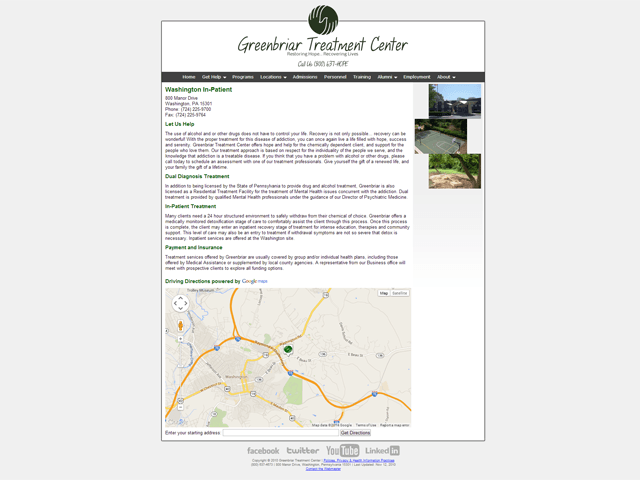 Greenbriar Treatment Center
Restoring Hope... Recovering Lives
Call Us (800) 637-HOPE
Home Get Help Programs Locations Admissions Personnel Training Alumni Employment About
Washington In-Patient
800 Manor Drive
Washington, PA 15301
Phone: (724) 225-9700
Fax: (724) 225-9764
Let Us Help
The use of alcohol and or other drugs does not have to control your life. Recovery is not only possible... recovery can be
wonderful! With the proper treatment for this disease of addiction, you can once again live a life filled with hope, success
and serenity. Greenbriar Treatment Center offers hope and help for the chemically dependent client, and support for the
people who love them. Our treatment approach is based on respect for the individuality of the people we serve, and the
knowledge that addiction is a treatable disease. If you think that you have a problem with alcohol or other drugs, please
call today to schedule an assessment with one of our treatment professionals. Give yourself the gift of a renewed life, and
your family the gift of a lifetime.
Dual Diagnosis Treatment
In addition to being licensed by the State of Pennsylvania to provide drug and alcohol treatment, Greenbriar is also
licensed as a Residential Treatment Facility for the treatment of Mental Health issues concurrent with the addiction. Dual
treatment is provided by qualified Mental Health professionals under the guidance of our Director of Psychiatric Medicine.
In-Patient Treatment
Many clients need a 24 hour structured environment to safely withdraw from their chemical of choice. Greenbriar offers a
medically monitored detoxification stage of care to comfortably assist the client through this process. Once this process is
complete, the client may enter an inpatient recovery stage of treatment for intense education, therapies and community
support. This level of care may also be an entry to treatment if withdrawal symptoms are not so severe that detox is
necessary. Inpatient services are offered at the Washington site.
Payment and Insurance
Treatment services offered by Greenbriar are usually covered by group and/or individual health plans, including those
offered by Medical Assistance or supplemented by local county agencies. A representative from our Business office will
meet with prospective clients to explore all funding options.
Driving Directions powered by Google maps
Map Satellite
Washington
Map data ©2014 Google Terms of Use Report a map error
Enter your starting address: Get Directions
facebook twitter YouTube LinkedIn
Copyright © 2010 Greenbriar Treatment Center | Policies, Privacy & Health Information Practices
(800) 637-4673 | 800 Manor Drive, Washington, Pennsylvania 15301 | Last Updated: Nov. 12, 2010
Contact the Webmaster